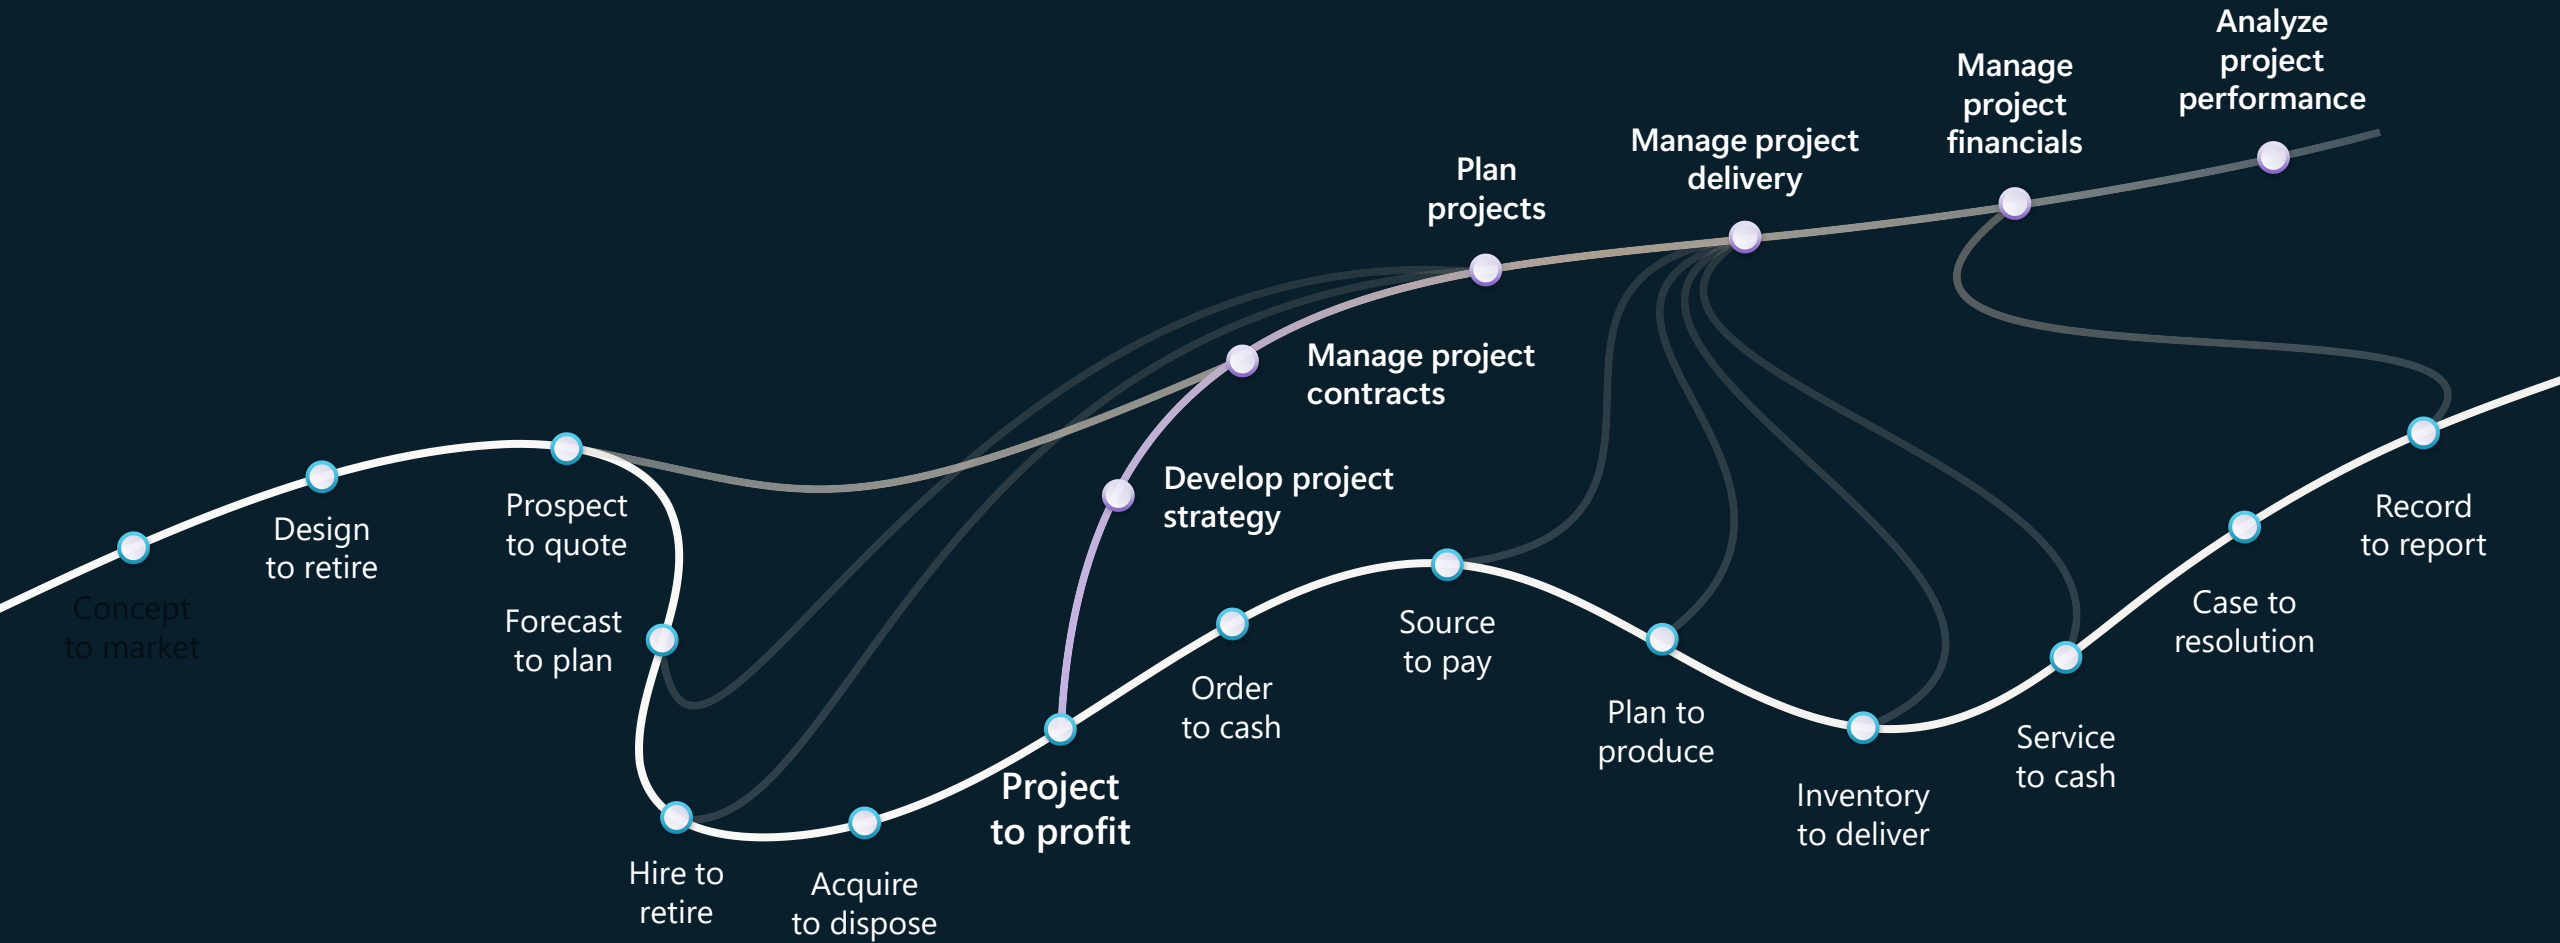 Analyze
project
performance
Manage
project
financials
Manage project
delivery
Plan
projects
Manage project
contracts
Develop project
strategy
Prospect
to quote
Design
to retire
Concept
to market
Forecast
to plan
Record
to report
Case to
resolution
Source
to pay
Order
to cash
Plan to
produce
Service
to cash
Project
to profit
Inventory
to deliver
Hire to
retire
Acquire
to dispose